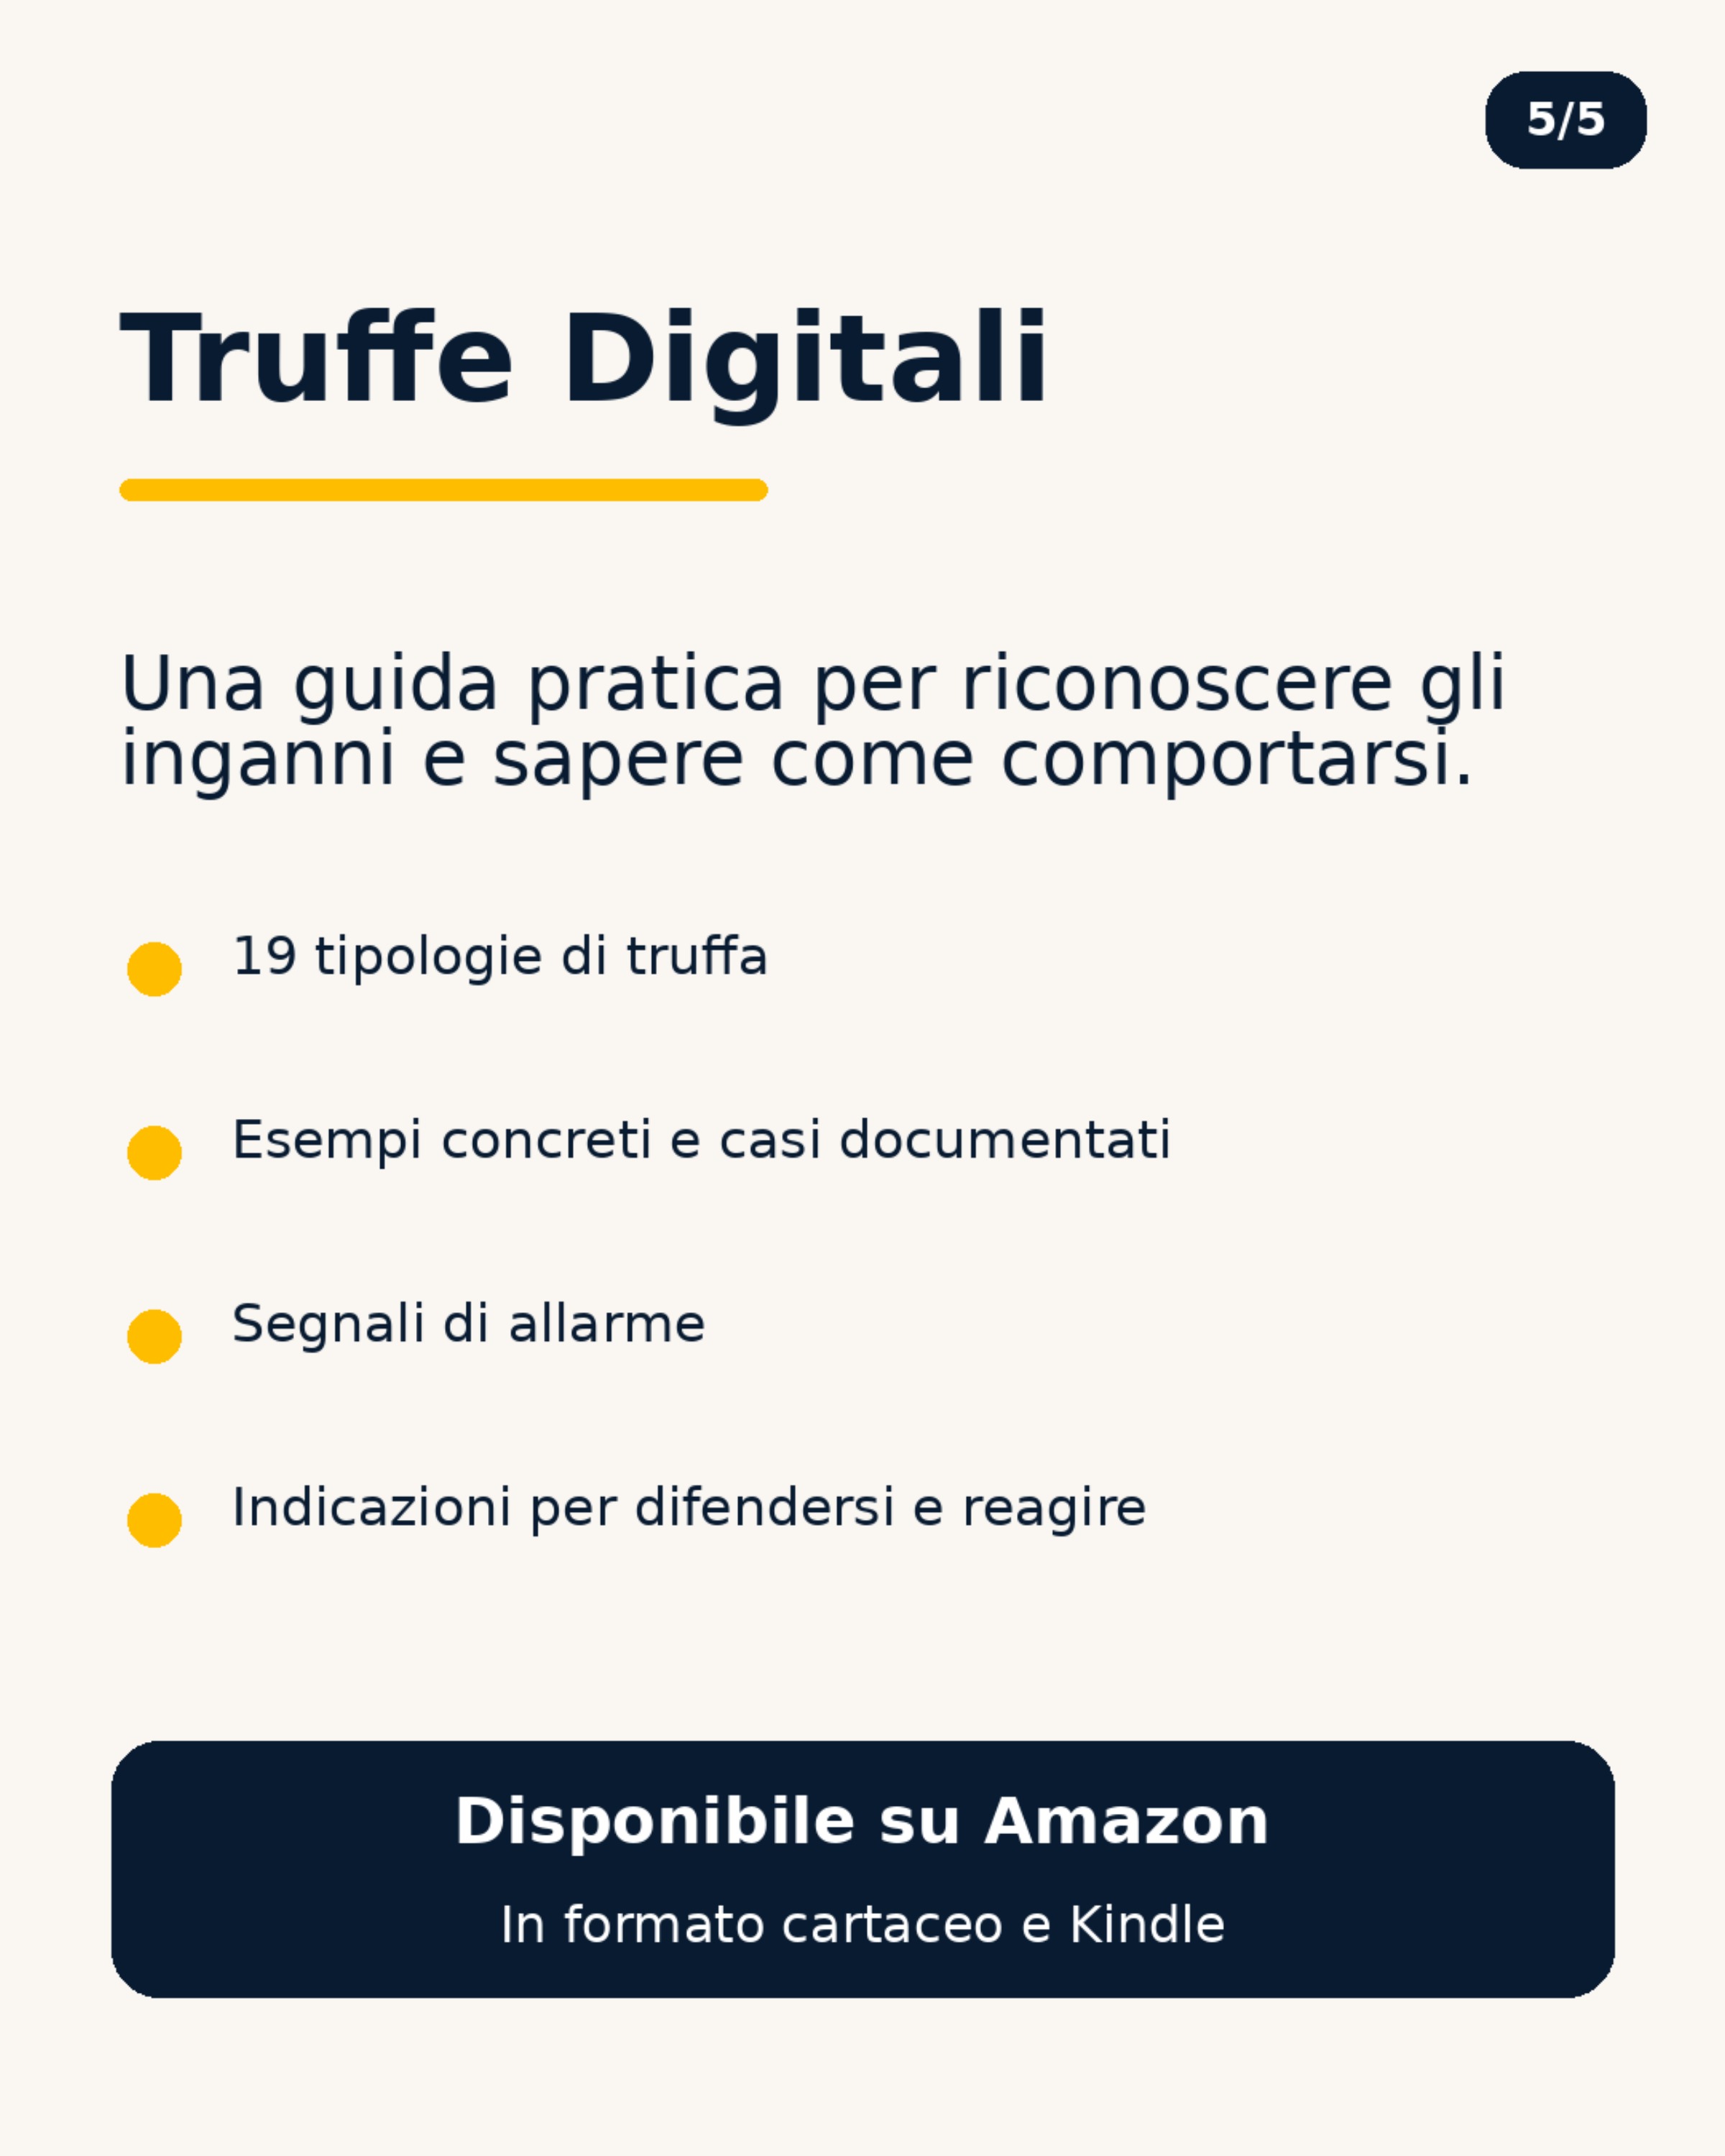 5/5
Truffe Digitali
Una guida pratica per riconoscere gli
inganni e sapere come comportarsi.
19 tipologie di truffa
Esempi concreti e casi documentati
Segnali di allarme
Indicazioni per difendersi e reagire
Disponibile su Amazon
In formato cartaceo e Kindle